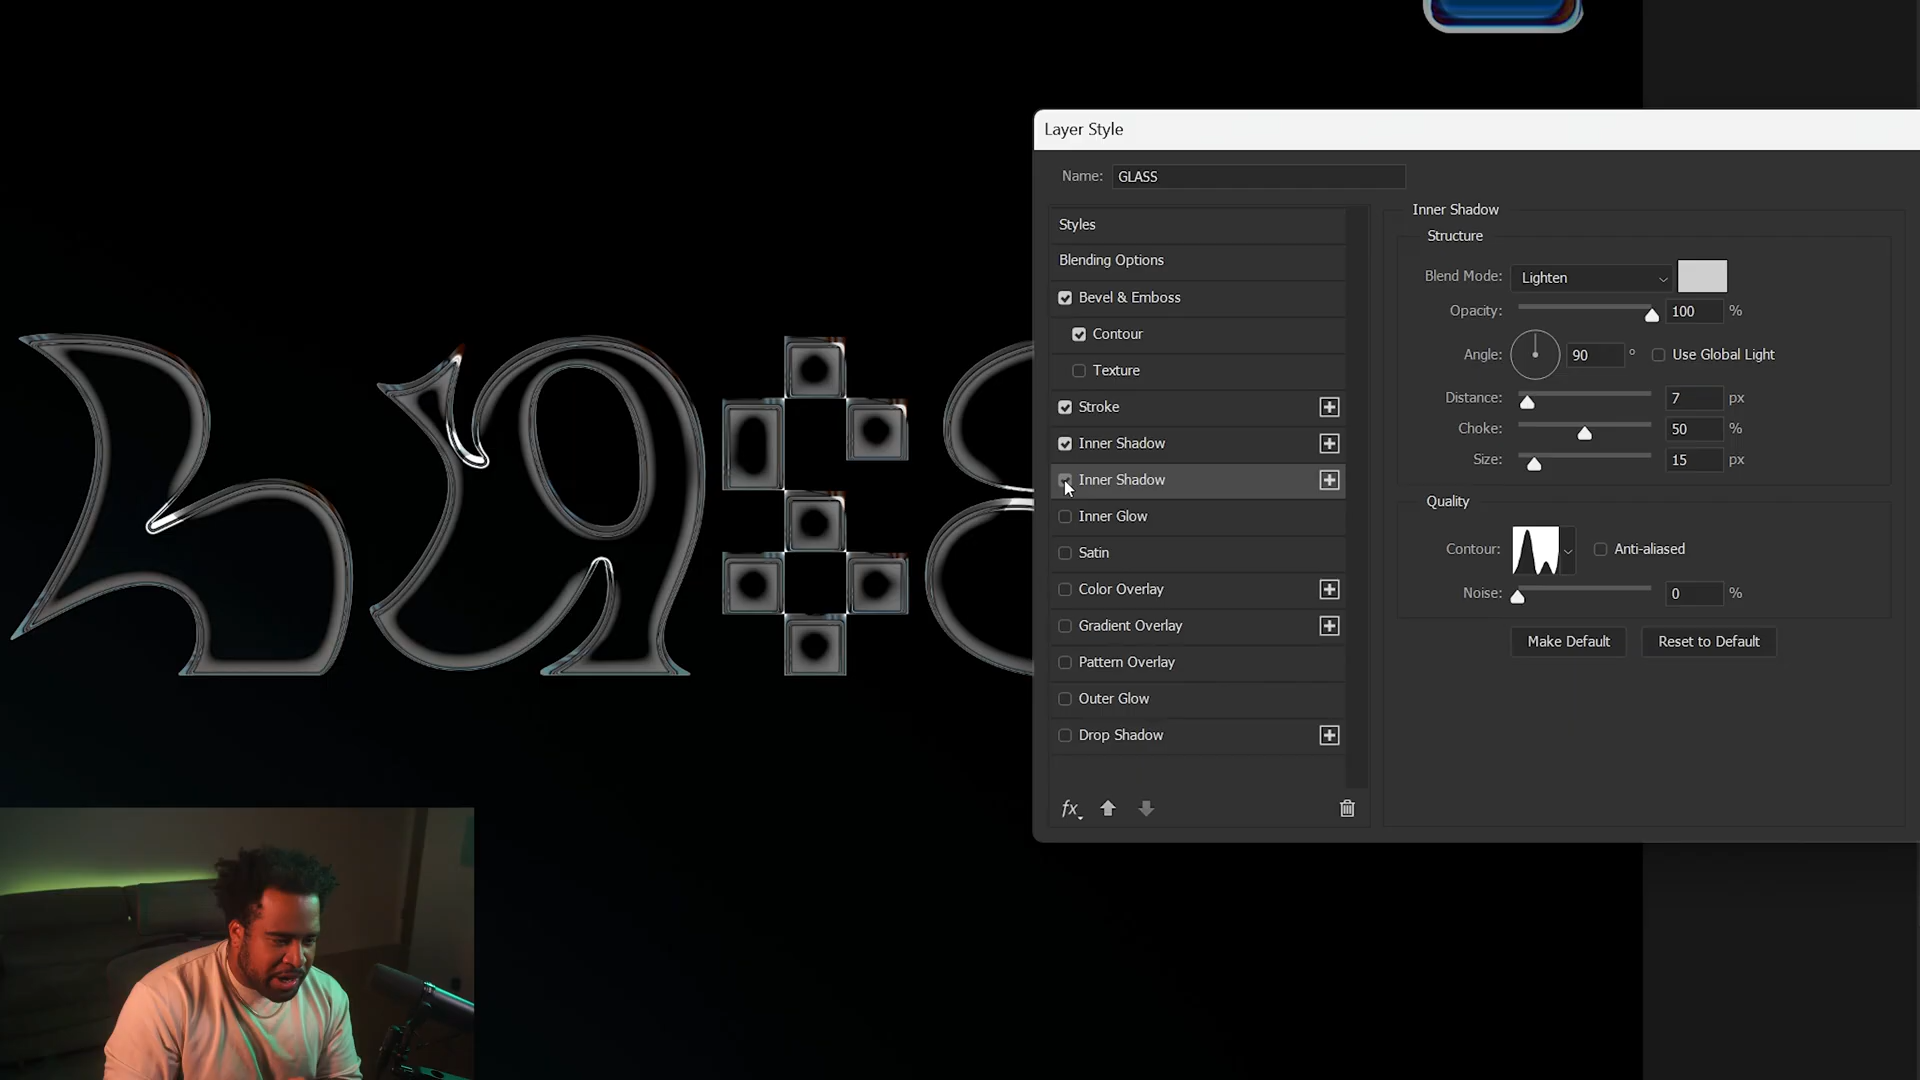 Layer Style
Name: GLASS
Styles
Blending Options
Bevel & Emboss
Contour
Texture
Stroke
Inner Shadow
Inner Shadow
Inner Glow
Satin
Color Overlay
Gradient Overlay
Pattern Overlay
Outer Glow
Drop Shadow
fx
Inner Shadow
Structure
Blend Mode: Lighten
Opacity: 100 %
Angle: 90 ° Use Global Light
Distance: 7 px
Choke: 50 %
Size: 15 px
Quality
Contour: Anti-aliased
Noise: 0 %
Make Default Reset to Default